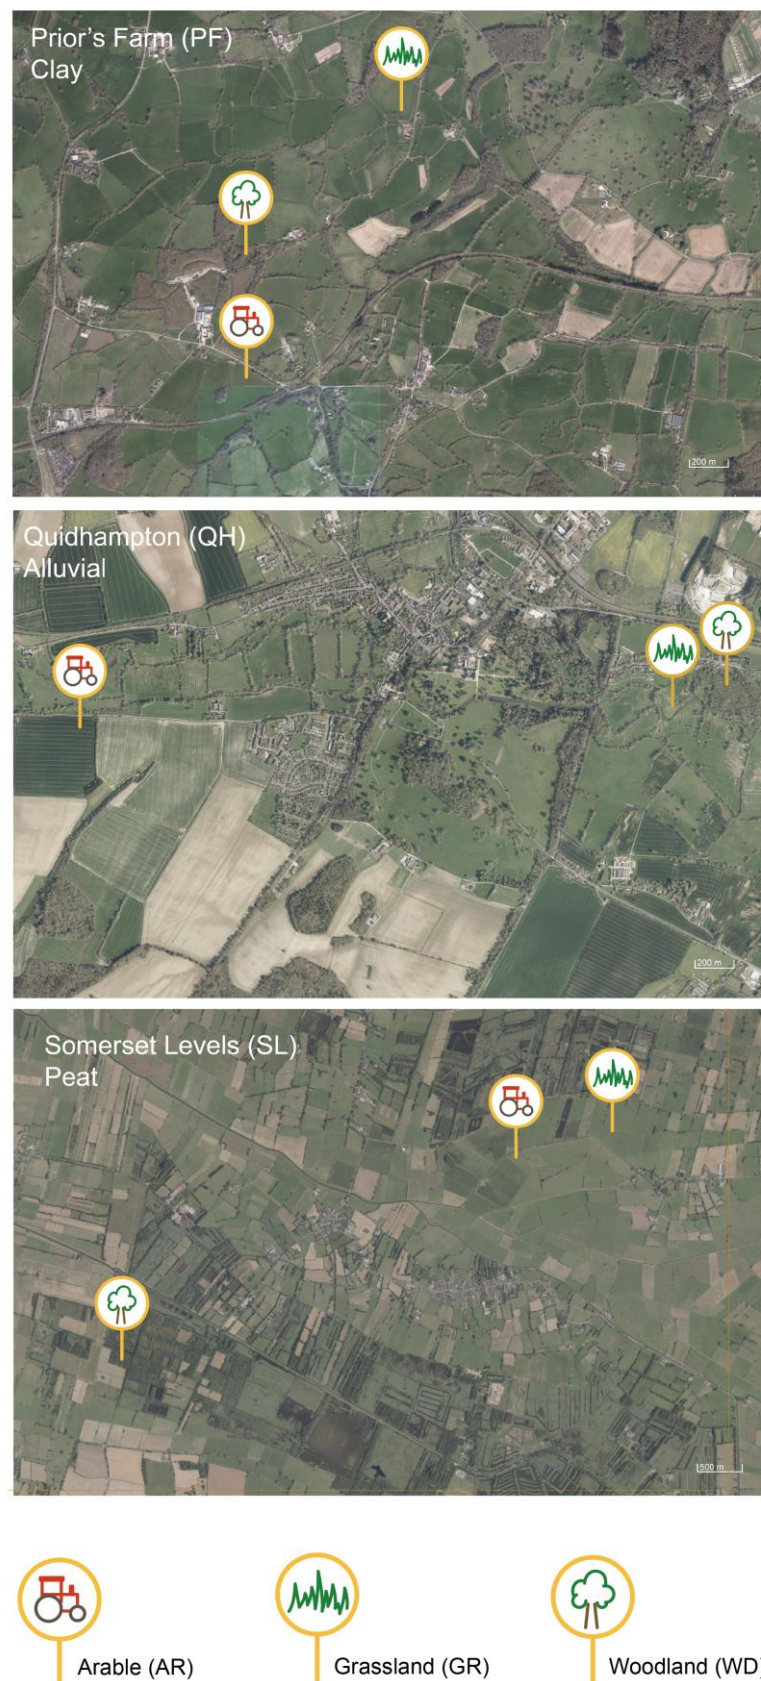 Prior's Farm (PF)
Clay
200 m
Quidhampton (QH)
Alluvial
200 m
Somerset Levels (SL)
Peat
500 m
Arable (AR)
Grassland (GR)
Woodland (WD)